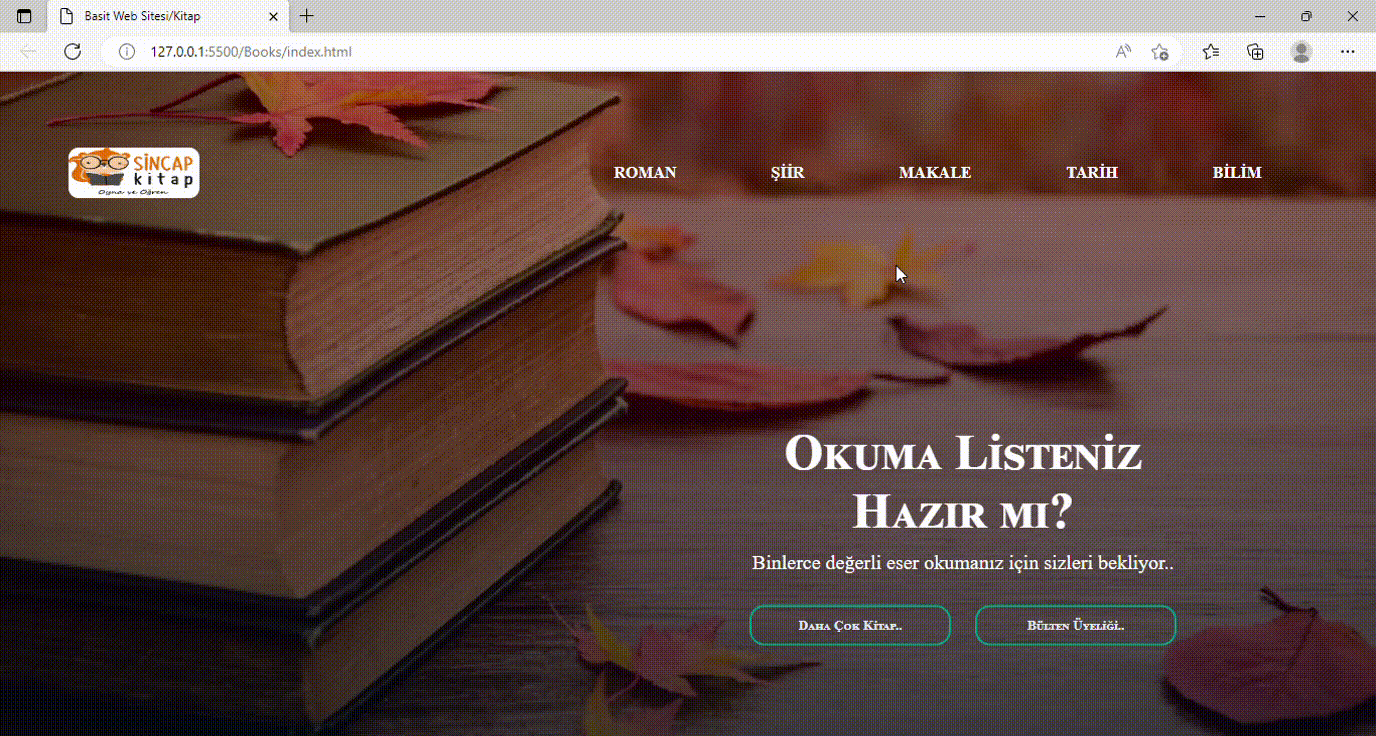 Basit Web Sitesi/Kitap
127.0.0.1:5500/Books/index.html
SİNCAP
kitap
Oyna ve Öğren
ROMAN ŞİİR MAKALE TARİH BİLİM
Okuma Listeniz
Hazır mı?
Binlerce değerli eser okumanız için sizleri bekliyor..
Daha Çok Kitap.. Bülten Üyeliği..